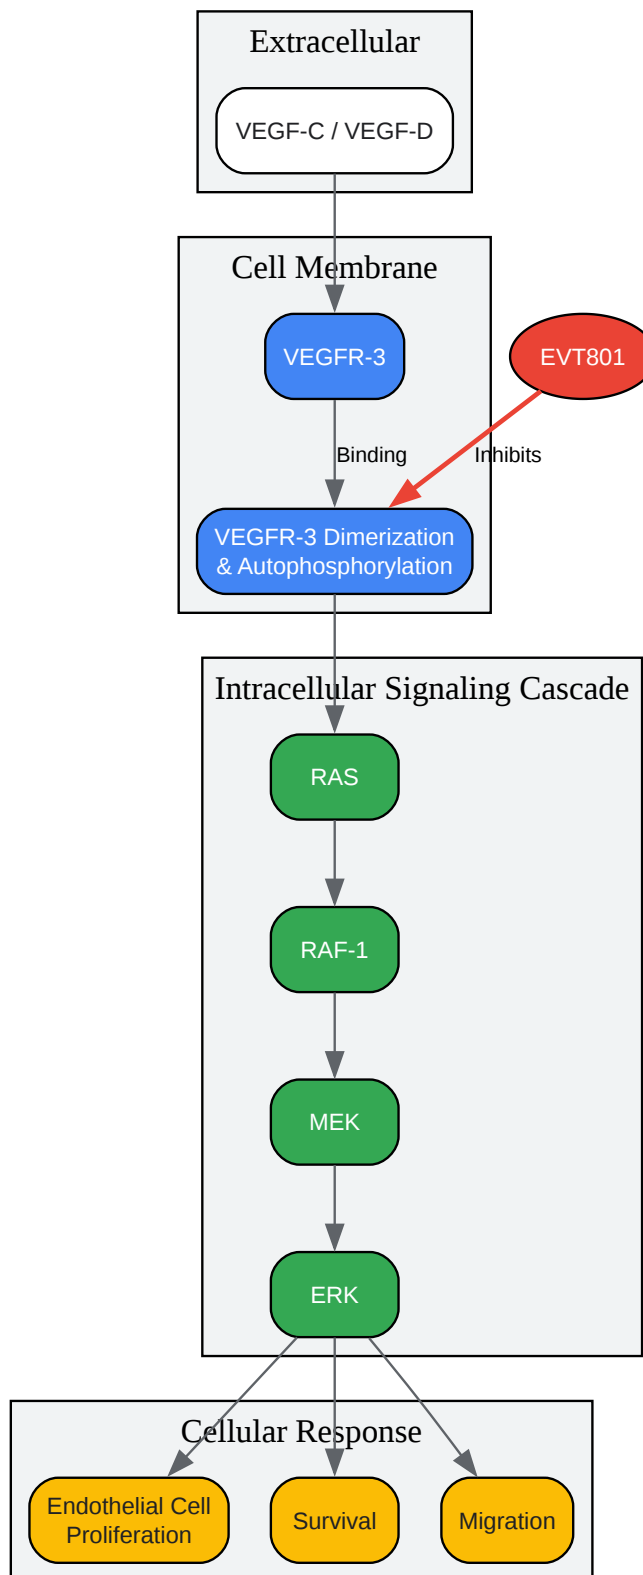 Extracellular
VEGF-C / VEGF-D
Cell Membrane
VEGFR-3
EVT801
Binding
Inhibits
VEGFR-3 Dimerization
& Autophosphorylation
Intracellular Signaling Cascade
RAS
RAF-1
MEK
ERK
Cellular Response
Endothelial Cell
Proliferation
Survival
Migration